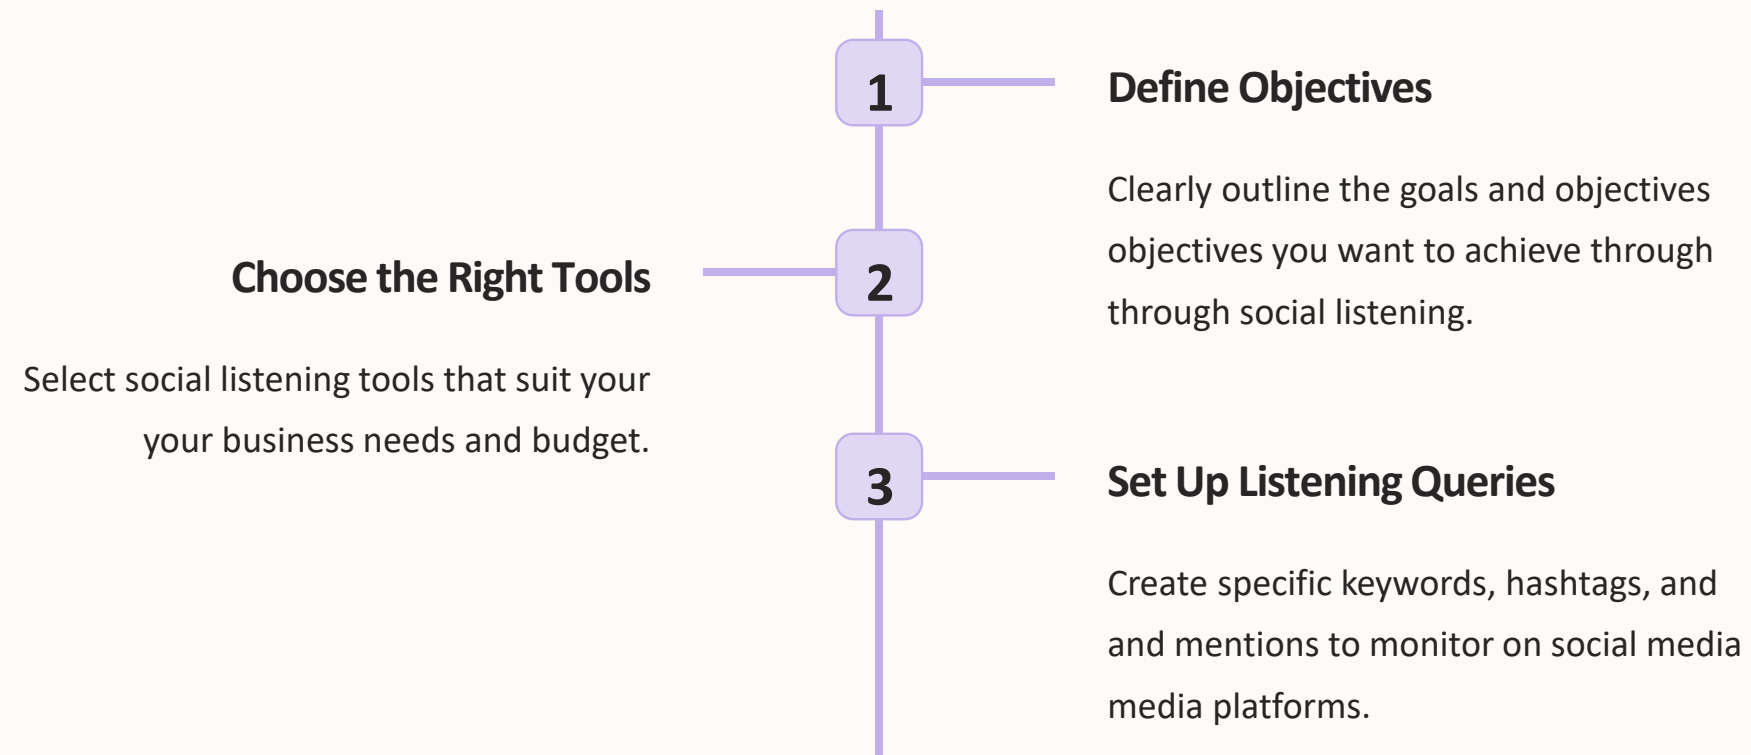 1
Define Objectives
Clearly outline the goals and objectives
objectives you want to achieve through
through social listening.
2
Choose the Right Tools
Select social listening tools that suit your
your business needs and budget.
3
Set Up Listening Queries
Create specific keywords, hashtags, and
and mentions to monitor on social media
media platforms.